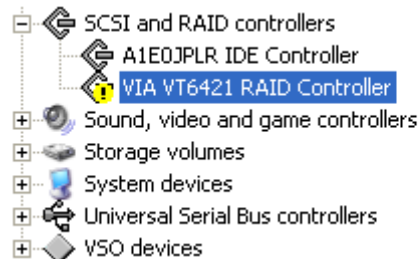 SCSI and RAID controllers
A1E0JPLR IDE Controller
VIA VT6421 RAID Controller
Sound, video and game controllers
Storage volumes
System devices
Universal Serial Bus controllers
VSO devices